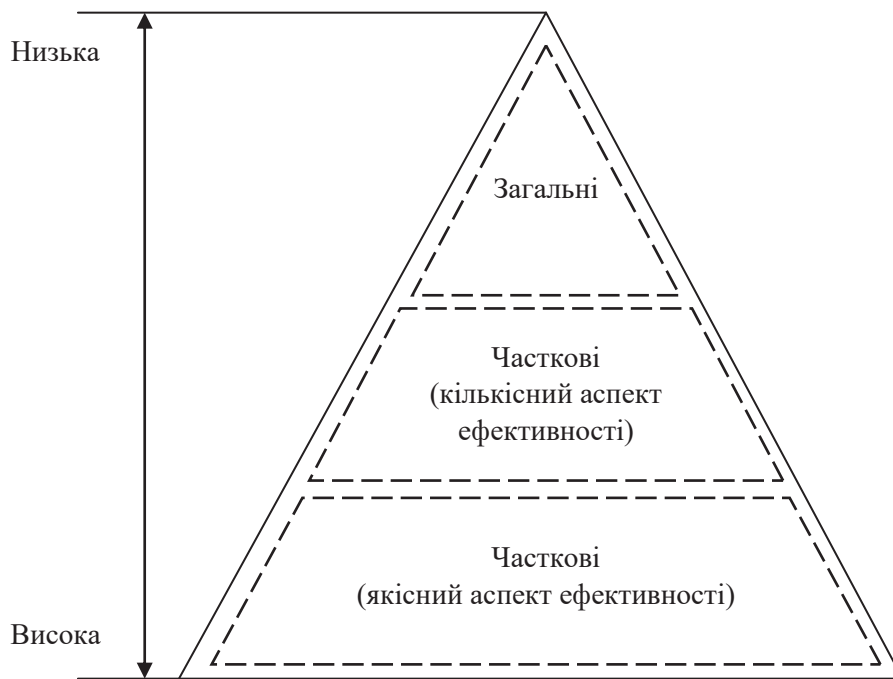 Низька
Загальні
Часткові
(кількісний аспект
ефективності)
Часткові
(якісний аспект ефективності)
Висока